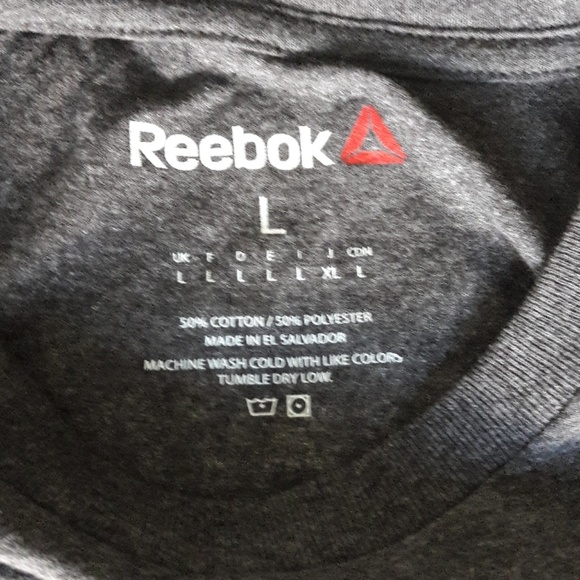 Reebok
L
UK F D E I J CDN
L L L L L XL L
50% COTTON / 50% POLYESTER
MADE IN EL SALVADOR
MACHINE WASH COLD WITH LIKE COLORS
TUMBLE DRY LOW.